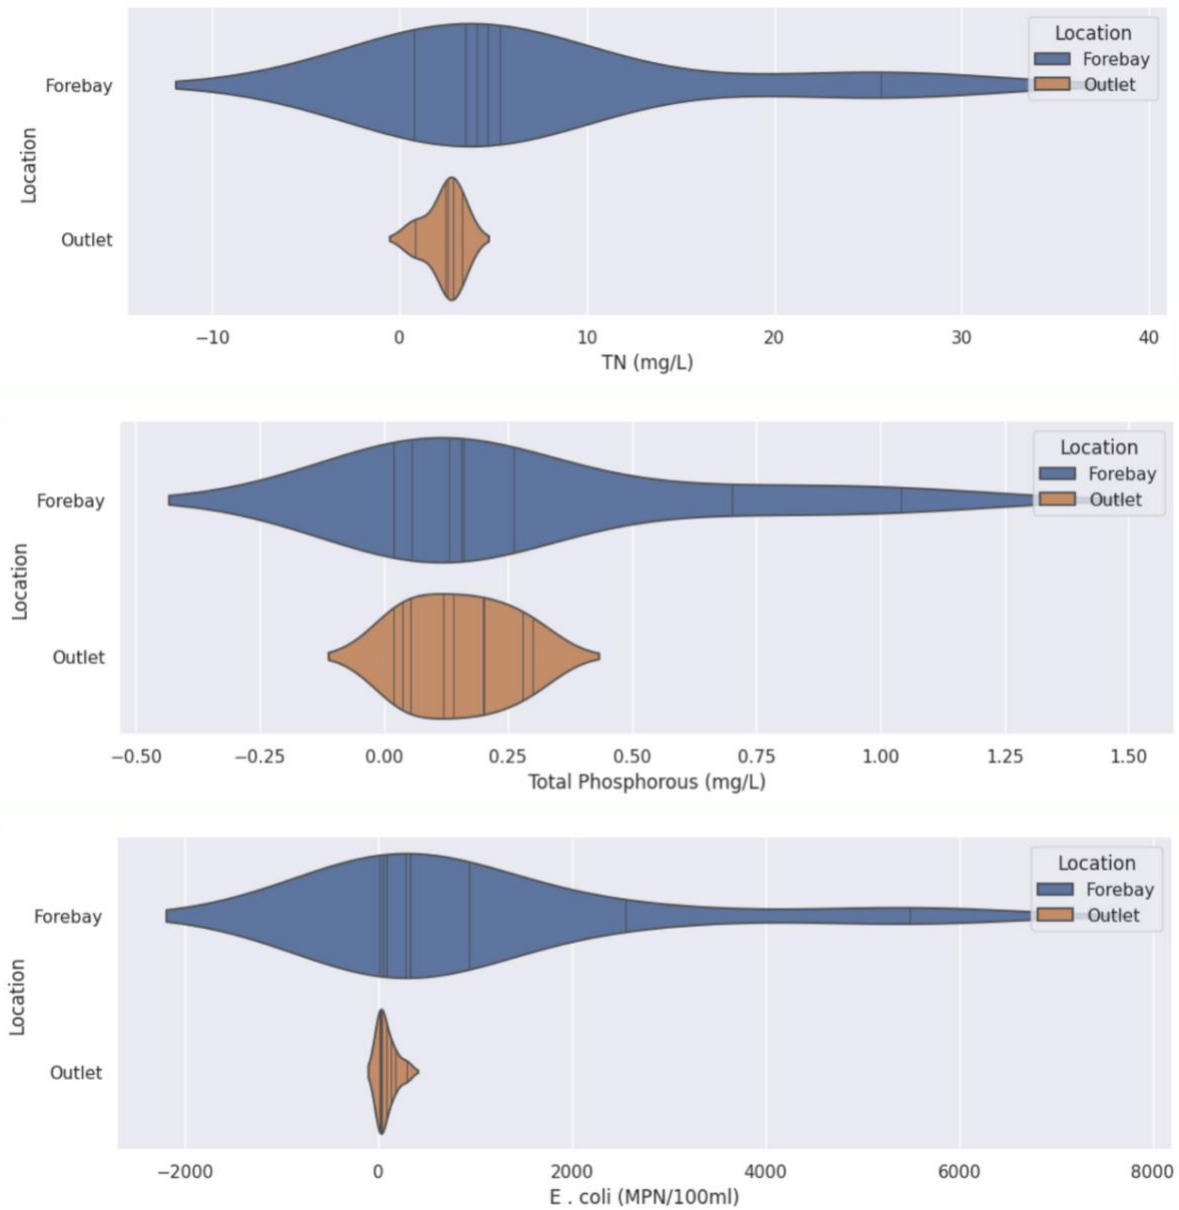 Location
Forebay
Outlet
Forebay
Outlet
Location
−10 0 10 20 30 40
TN (mg/L)
Location
Forebay
Outlet
Forebay
Outlet
Location
−0.50 −0.25 0.00 0.25 0.50 0.75 1.00 1.25 1.50
Total Phosphorous (mg/L)
Location
Forebay
Outlet
Forebay
Outlet
Location
−2000 0 2000 4000 6000 8000
E . coli (MPN/100ml)